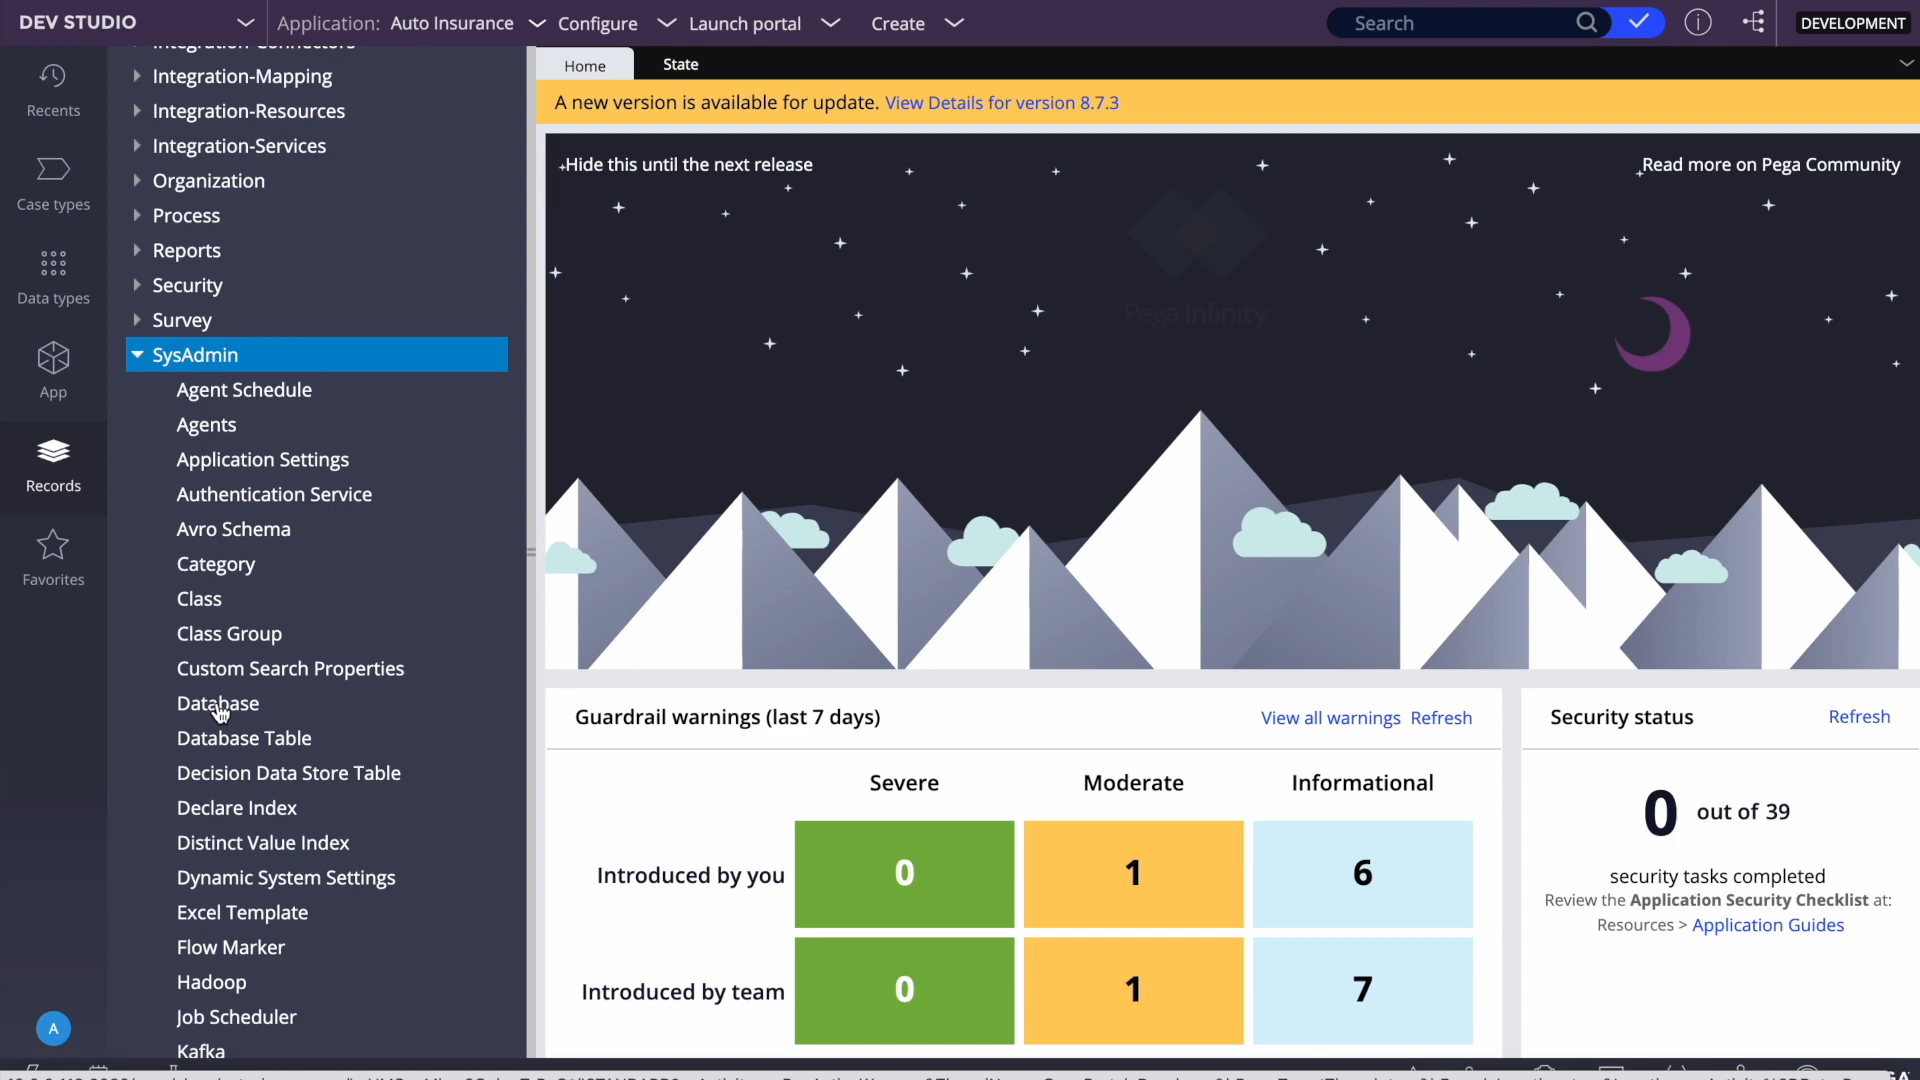 DEV STUDIO
Application: Auto Insurance
Configure
Launch portal
Create
Search
DEVELOPMENT
Recents
Case types
Data types
App
Records
Favorites
A
Integration-Connectors
Integration-Mapping
Integration-Resources
Integration-Services
Organization
Process
Reports
Security
Survey
SysAdmin
Agent Schedule
Agents
Application Settings
Authentication Service
Avro Schema
Category
Class
Class Group
Custom Search Properties
Database
Database Table
Decision Data Store Table
Declare Index
Distinct Value Index
Dynamic System Settings
Excel Template
Flow Marker
Hadoop
Job Scheduler
Kafka
Home
State
A new version is available for update. View Details for version 8.7.3
Hide this until the next release
Read more on Pega Community
Pega Infinity
Guardrail warnings (last 7 days)
View all warnings Refresh
Severe Moderate Informational
Introduced by you 0 1 6
Introduced by team 0 1 7
Security status
Refresh
0 out of 39
security tasks completed
Review the Application Security Checklist at:
Resources > Application Guides